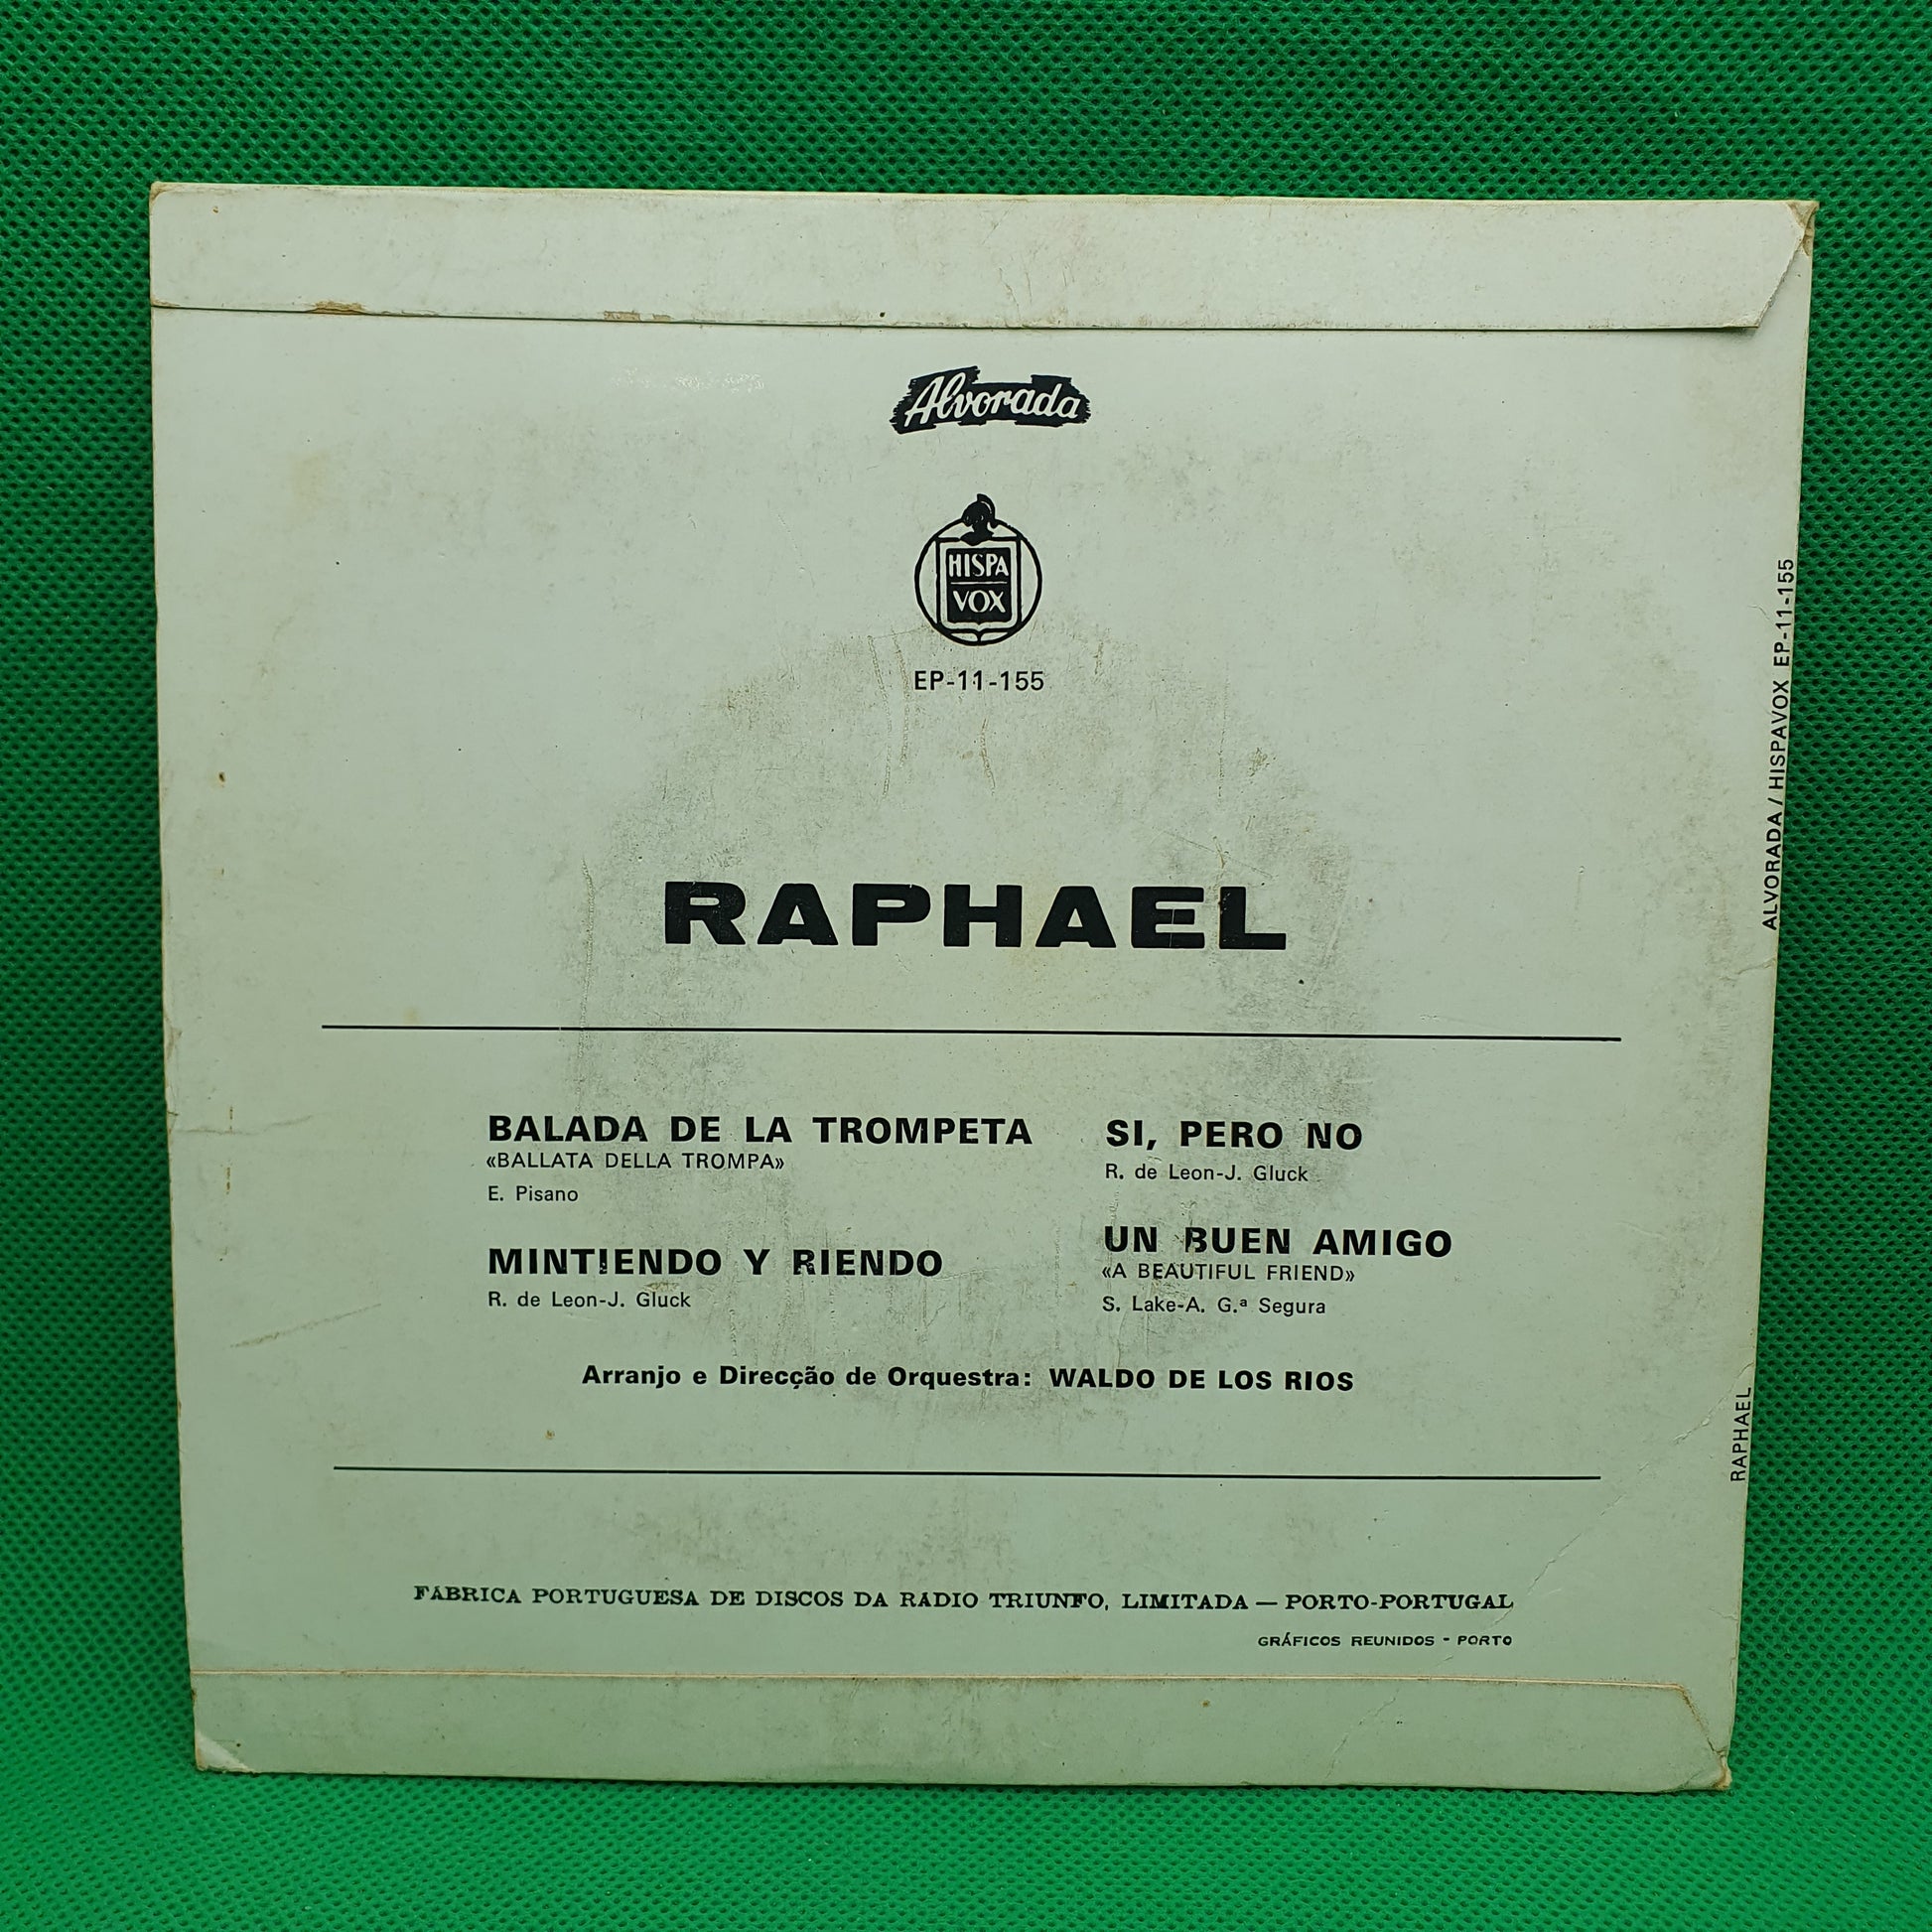 Alvorada
HISPA
VOX
EP-11-155
RAPHAEL
BALADA DE LA TROMPETA
«BALLATA DELLA TROMPA»
E. Pisano
MINTIENDO Y RIENDO
R. de Leon-J. Gluck
SI, PERO NO
R. de Leon-J. Gluck
UN BUEN AMIGO
«A BEAUTIFUL FRIEND»
S. Lake-A. G.ª Segura
Arranjo e Direcção de Orquestra: WALDO DE LOS RIOS
FÁBRICA PORTUGUESA DE DISCOS DA RÁDIO TRIUNFO, LIMITADA — PORTO-PORTUGAL
GRÁFICOS REUNIDOS - PORTO
ALVORADA / HISPAVOX EP-11-155
RAPHAEL